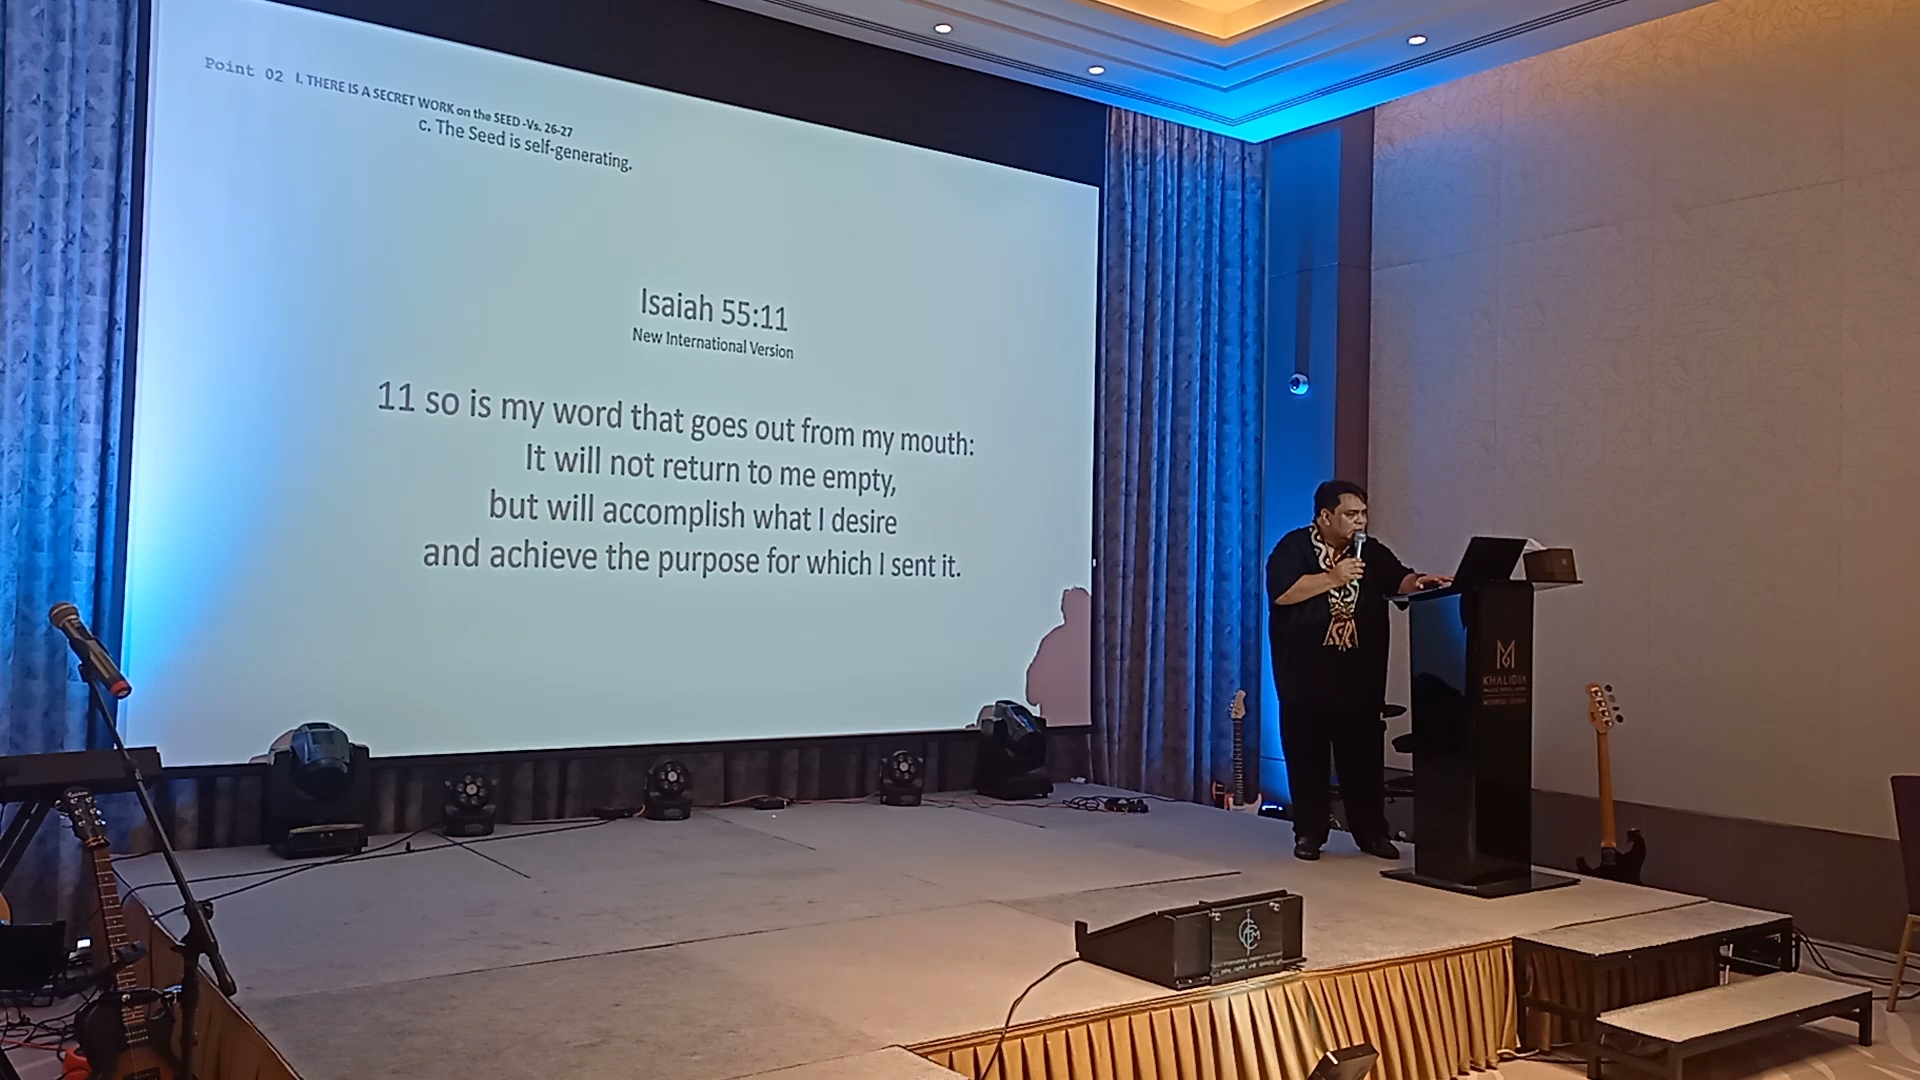 Point 02 I. THERE IS A SECRET WORK on the SEED -Vs. 26-27
c. The Seed is self-generating.
Isaiah 55:11
New International Version
11 so is my word that goes out from my mouth:
It will not return to me empty,
but will accomplish what I desire
and achieve the purpose for which I sent it.
M
KHALIDIA